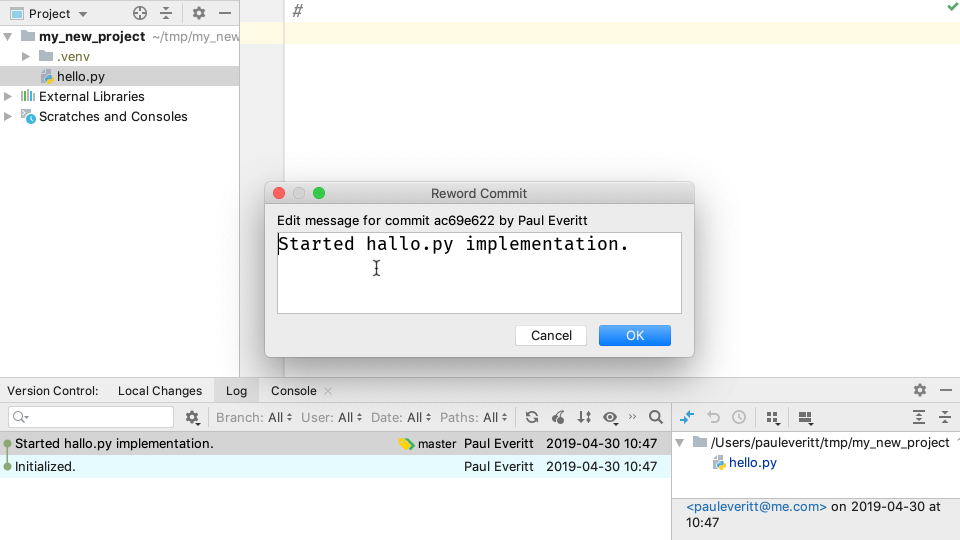 Project
#
my_new_project ~/tmp/my_new
.venv
hello.py
External Libraries
Scratches and Consoles
Reword Commit
Edit message for commit ac69e622 by Paul Everitt
Started hallo.py implementation.
Cancel OK
Version Control: Local Changes Log Console
Branch: All User: All Date: All Paths: All
Started hallo.py implementation. master Paul Everitt 2019-04-30 10:47
Initialized. Paul Everitt 2019-04-30 10:47
/Users/pauleveritt/tmp/my_new_project
hello.py
<pauleveritt@me.com> on 2019-04-30 at
10:47